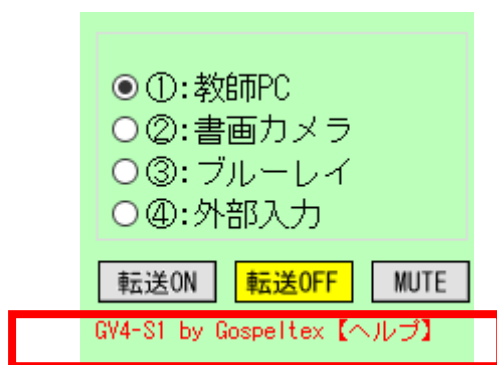 ①:教師PC
②:書画カメラ
③:ブルーレイ
④:外部入力
転送ON 転送OFF MUTE
GV4-S1 by Gospeltex【ヘルプ】